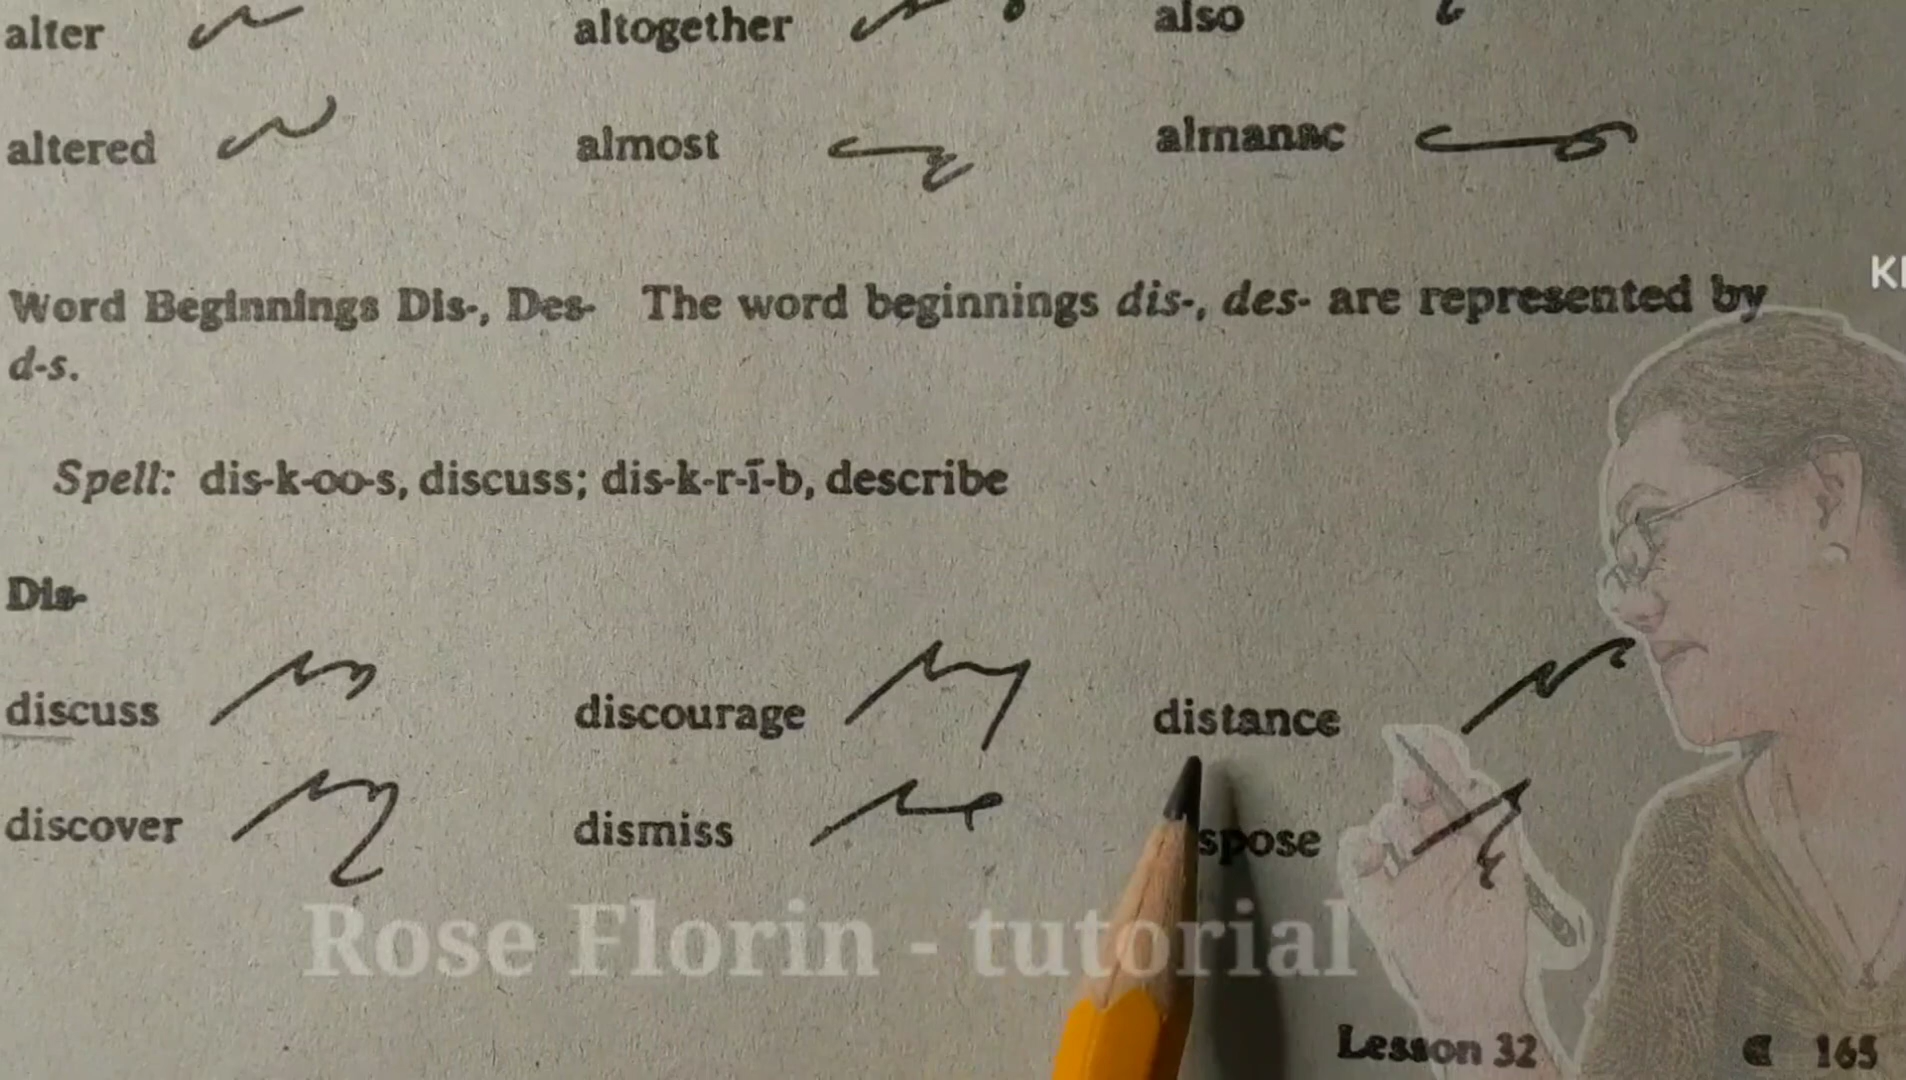 alter altogether also
altered almost almanac
K
Word Beginnings Dis-, Des- The word beginnings dis-, des- are represented by
d-s.
Spell: dis-k-oo-s, discuss; dis-k-r-ī-b, describe
Dis-
discuss discourage distance
discover dismiss spose
Rose Florin - tutorial
Lesson 32 165